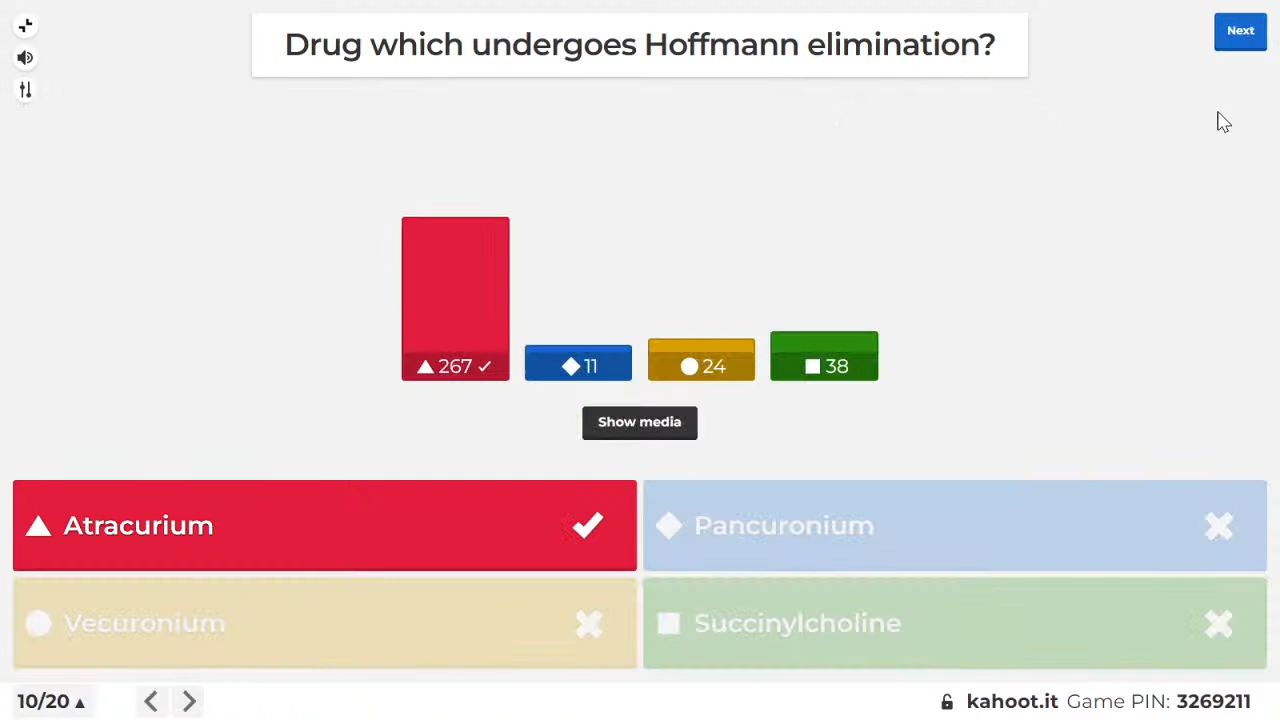 Drug which undergoes Hoffmann elimination?
Next
267
11
24
38
Show media
Atracurium
Pancuronium
Vecuronium
Succinylcholine
10/20
kahoot.it Game PIN: 3269211